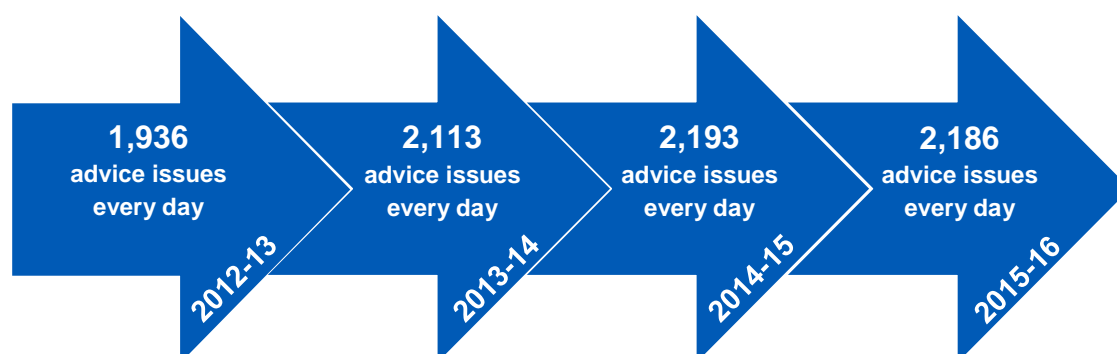 1,936
advice issues
every day
2012-13
2,113
advice issues
every day
2013-14
2,193
advice issues
every day
2014-15
2,186
advice issues
every day
2015-16